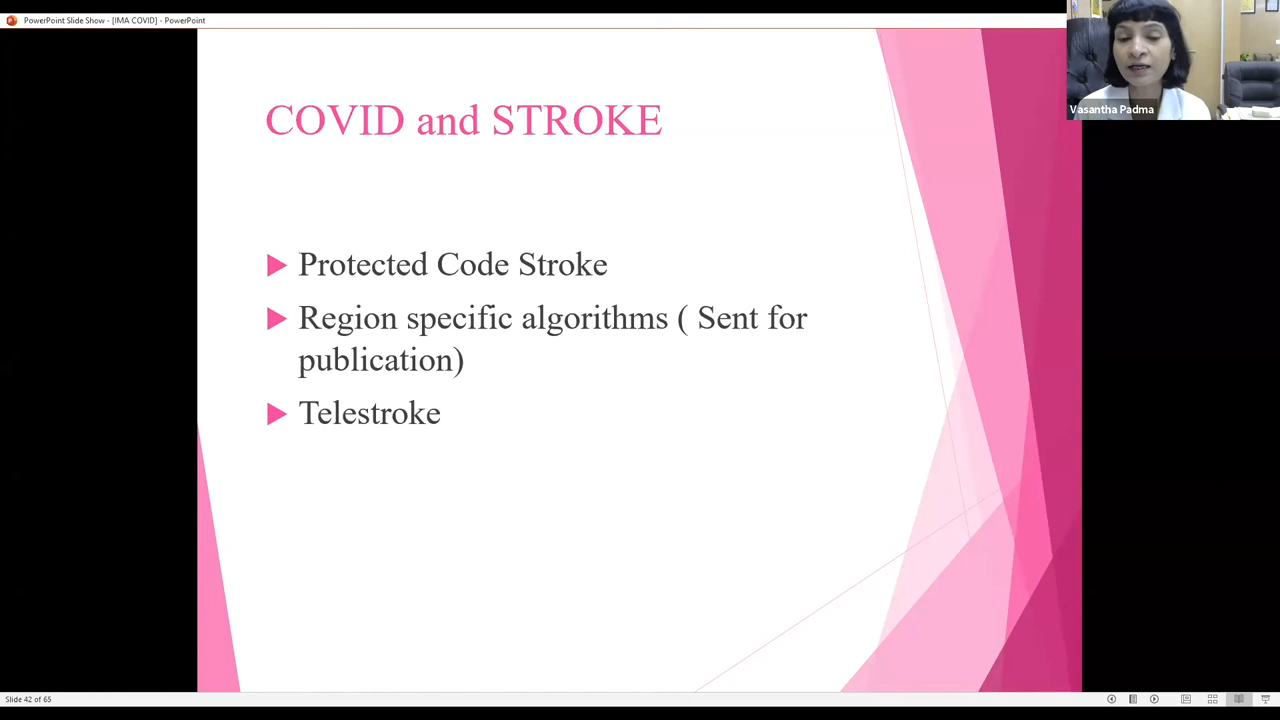 PowerPoint Slide Show - [IMA COVID] - PowerPoint
Vasantha Padma
COVID and STROKE
Protected Code Stroke
Region specific algorithms ( Sent for
publication)
Telestroke
Slide 42 of 65